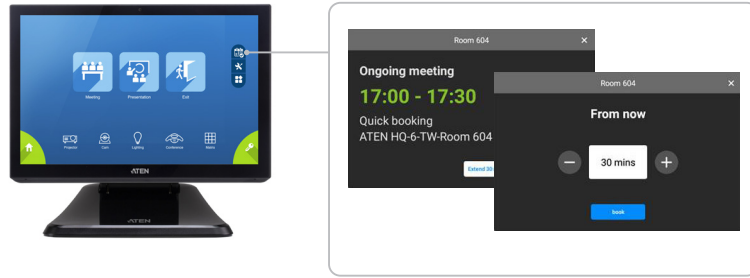 Meeting
Presentation
Exit
Projector
Cam
Lighting
Conference
Matrix
ATEN
ATEN
Room 604
Ongoing meeting
17:00 - 17:30
Quick booking
ATEN HQ-6-TW-Room 604
Extend 30
Room 604
From now
30 mins
book